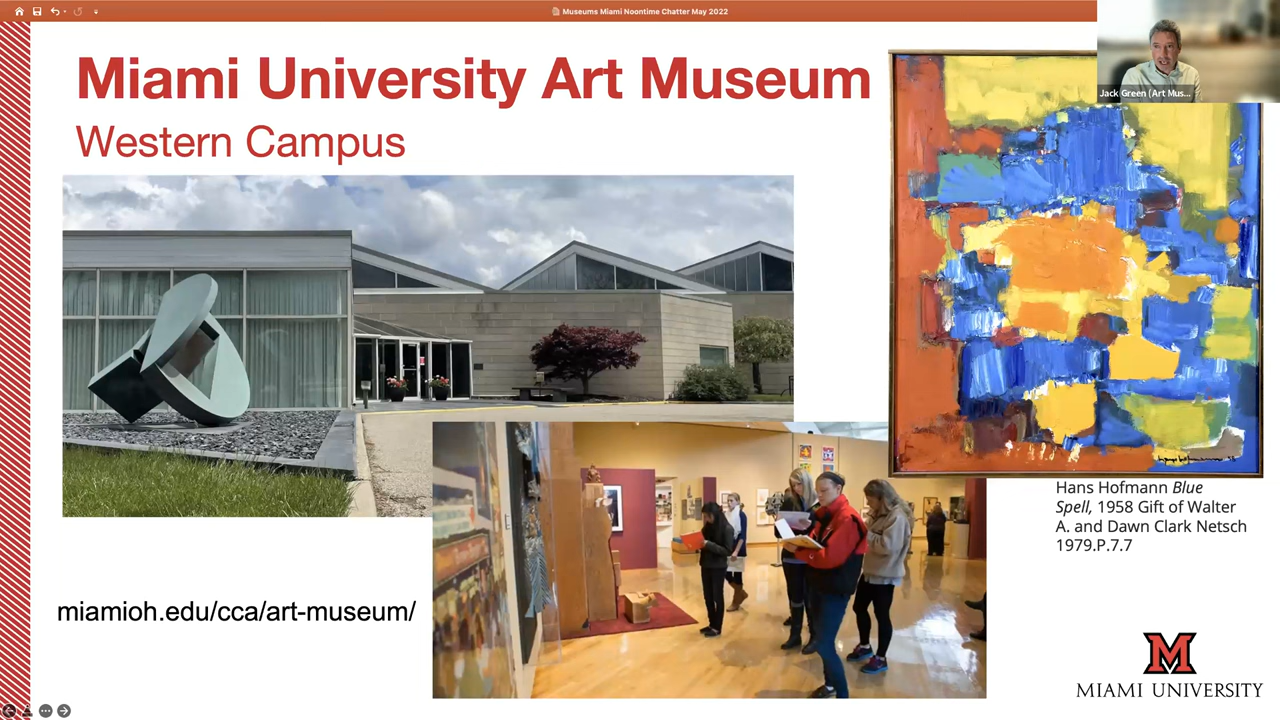 Museums Miami Noontime Chatter May 2022
Jack Green (Art Mus...
Miami University Art Museum
Western Campus
Hans Hofmann Blue
Spell, 1958 Gift of Walter
A. and Dawn Clark Netsch
1979.P.7.7
miamioh.edu/cca/art-museum/
M
MIAMI UNIVERSITY